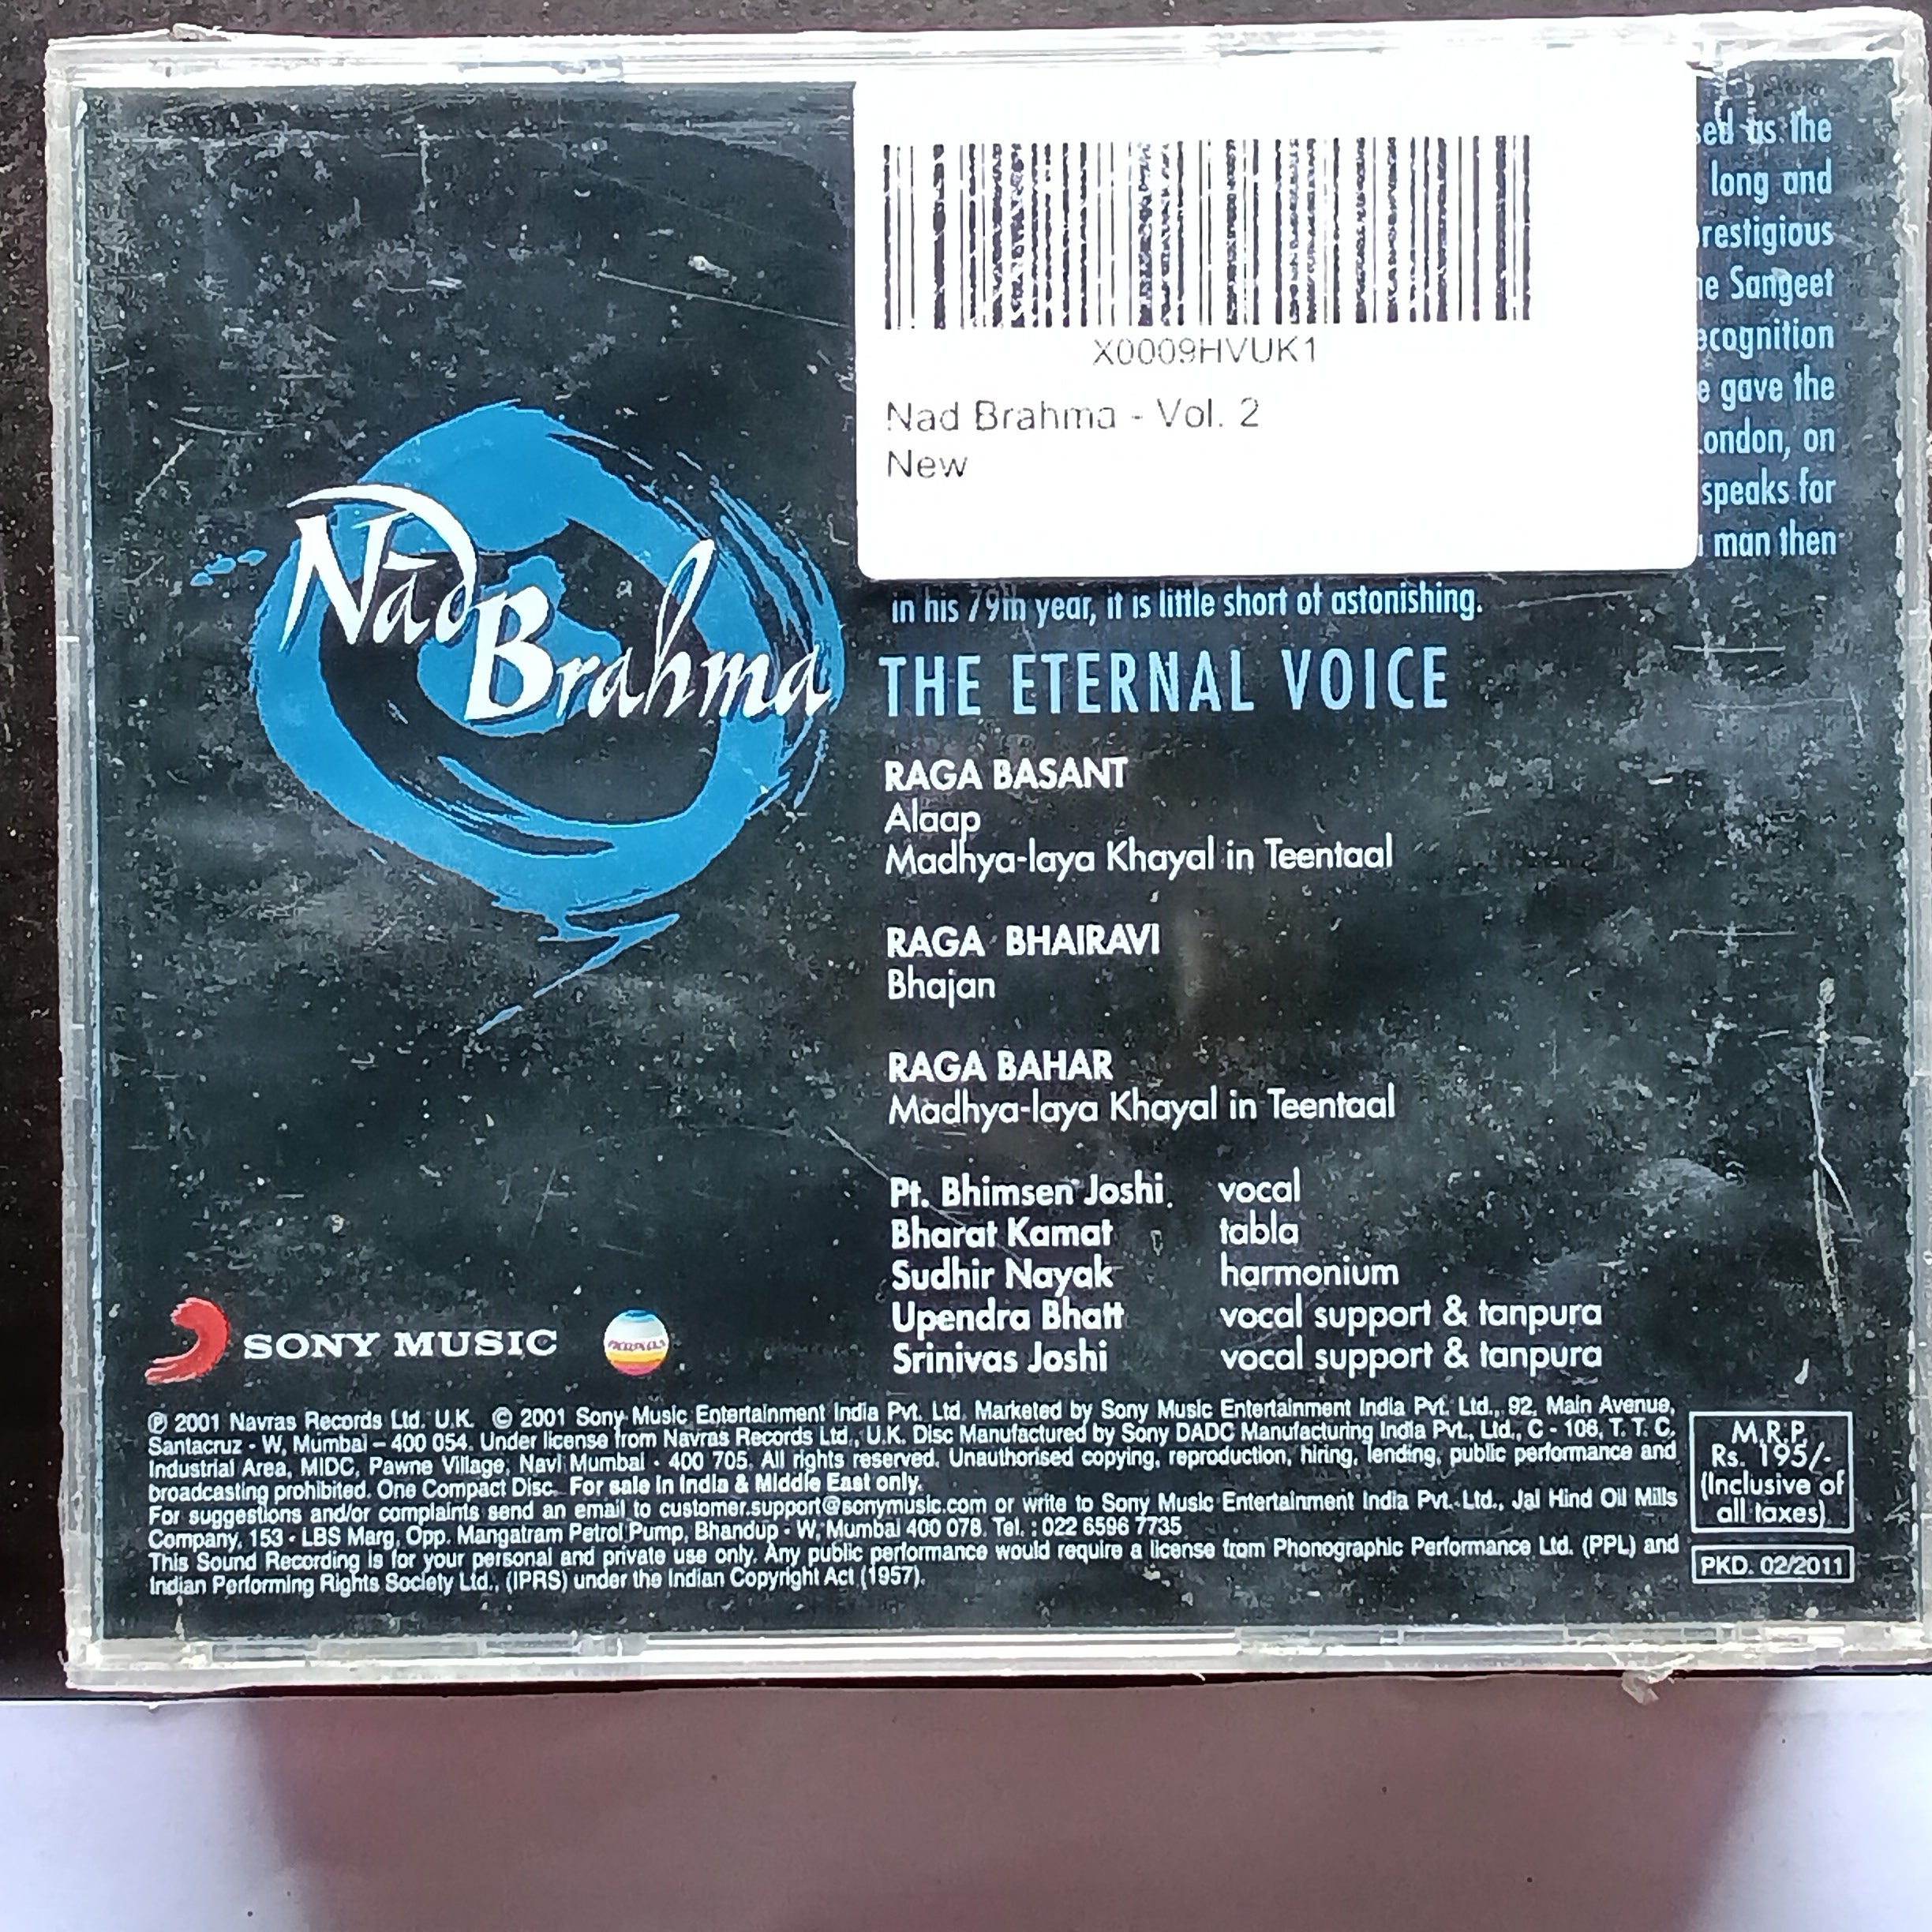 X0009HVUK1
Nad Brahma - Vol. 2
New
as the
long and
Sangeet
gave the
on
speaks for
man then
in his 79th year, it is little short of astonishing.
Nad
Brahma
THE ETERNAL VOICE
RAGA BASANT
Alaap
Madhya-laya Khayal in Teentaal
RAGA BHAIRAVI
Bhajan
RAGA BAHAR
Madhya-laya Khayal in Teentaal
Pt. Bhimsen Joshi vocal
Bharat Kamat tabla
Sudhir Nayak harmonium
Upendra Bhatt vocal support & tanpura
Srinivas Joshi vocal support & tanpura
SONY MUSIC
navras
℗ 2001 Navras Records Ltd. U.K. © 2001 Sony Music Entertainment India Pvt. Ltd. Marketed by Sony Music Entertainment India Pvt. Ltd., 92, Main Avenue,
Santacruz - W, Mumbai – 400 054. Under license from Navras Records Ltd., U.K. Disc Manufactured by Sony DADC Manufacturing India Pvt., Ltd., C - 106, T. T. C.
Industrial Area, MIDC, Pawne Village, Navi Mumbai - 400 705. All rights reserved. Unauthorised copying, reproduction, hiring, lending, public performance and
broadcasting prohibited. One Compact Disc. For sale in India & Middle East only.
For suggestions and/or complaints send an email to customer.support@sonymusic.com or write to Sony Music Entertainment India Pvt. Ltd., Jai Hind Oil Mills
Company, 153 - LBS Marg, Opp. Mangatram Petrol Pump, Bhandup - W, Mumbai 400 078. Tel. : 022 6596 7735
This Sound Recording is for your personal and private use only. Any public performance would require a license from Phonographic Performance Ltd. (PPL) and
Indian Performing Rights Society Ltd., (IPRS) under the Indian Copyright Act (1957).
M.R.P.
Rs. 195/-
(Inclusive of
all taxes)
PKD. 02/2011